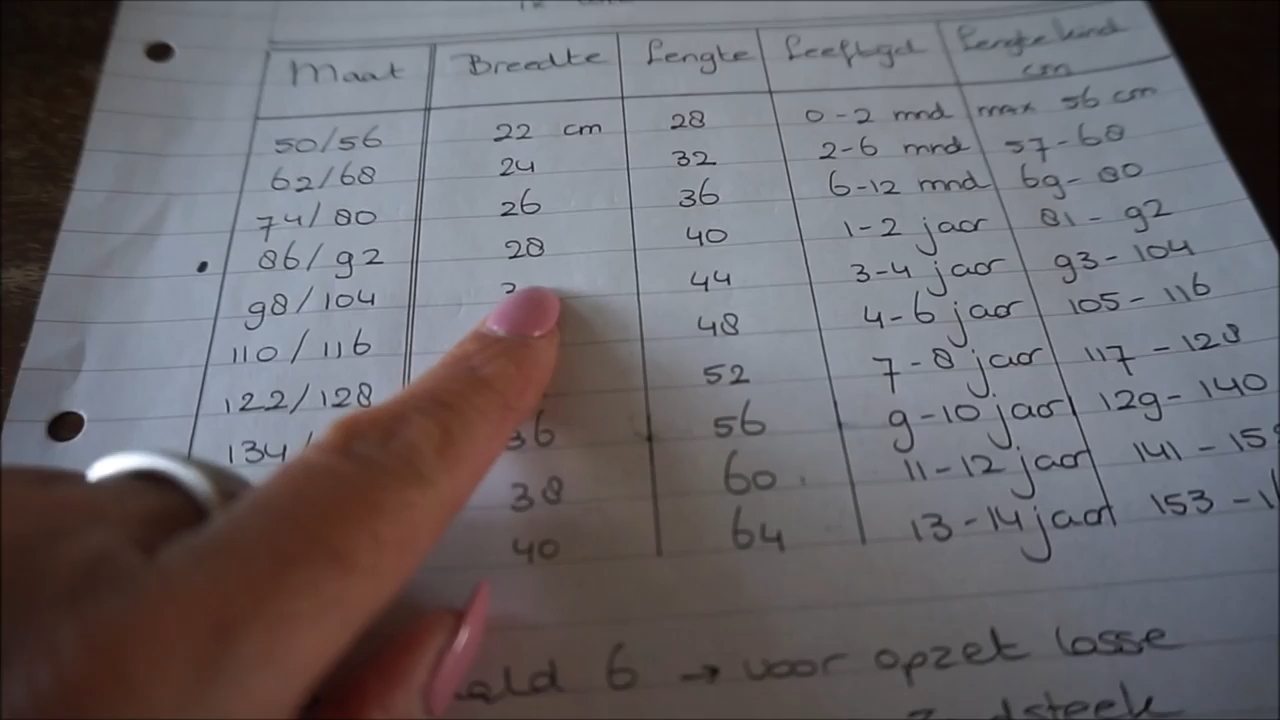 Maat Breedte Lengte Leeftijd Lengte kind cm
50/56 22 cm 28 0-2 mnd max 56 cm
62/68 24 32 2-6 mnd 57-68
74/80 26 36 6-12 mnd 69-80
86/92 28 40 1-2 jaar 81-92
98/104 44 3-4 jaar 93-104
110/116 48 4-6 jaar 105-116
122/128 52 7-8 jaar 117-128
134/ 36 56 9-10 jaar 129-140
38 60 11-12 jaar 141-15
40 64 13-14 jaar 153-1
ald 6 → voor opzet losse